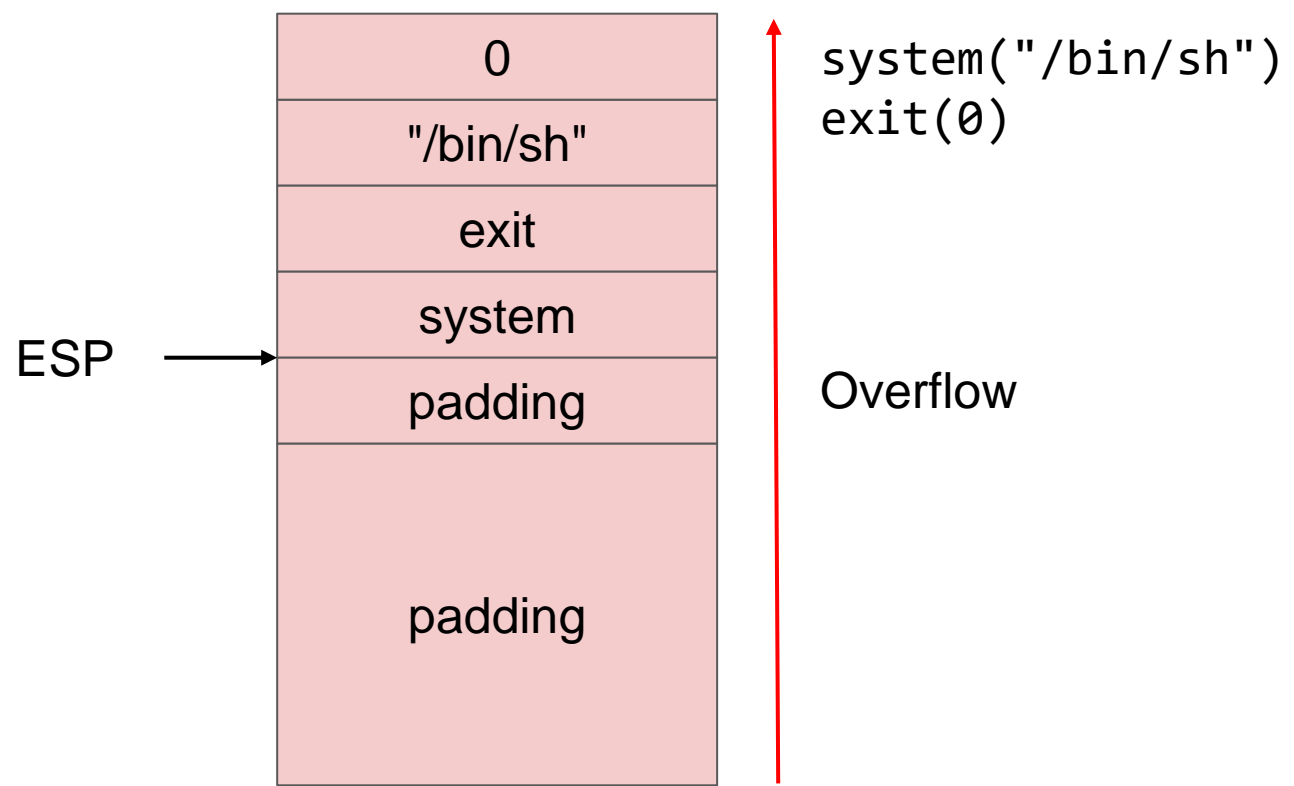 0
"/bin/sh"
exit
system
padding
padding
ESP
system("/bin/sh")
exit(0)
Overflow